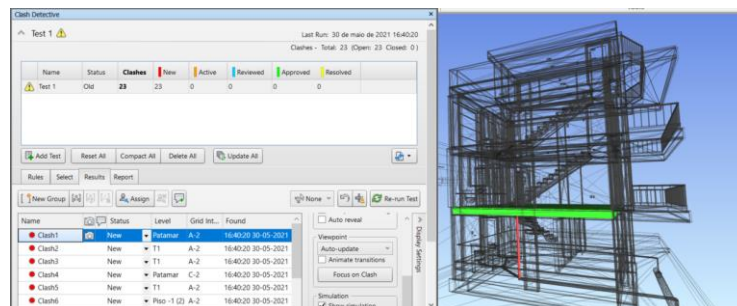 Clash Detective
Test 1
Last Run: 30 de maio de 2021 16:40:20
Clashes - Total: 23 (Open: 23 Closed: 0)
Name Status Clashes New Active Reviewed Approved Resolved
Test 1 Old 23 23 0 0 0 0
Add Test Reset All Compact All Delete All Update All
Rules Select Results Report
New Group Assign None Re-run Test
Name Status Level Grid Int... Found
Clash1 New Patamar A-2 16:40:20 30-05-2021
Clash2 New T1 A-2 16:40:20 30-05-2021
Clash3 New T1 A-2 16:40:20 30-05-2021
Clash4 New Patamar C-2 16:40:20 30-05-2021
Clash5 New T1 A-2 16:40:20 30-05-2021
Clash6 New Piso -1 (2) A-2 16:40:20 30-05-2021
Auto reveal
Viewpoint
Auto-update
Animate transitions
Focus on Clash
Simulation
Show simulation
Display Settings